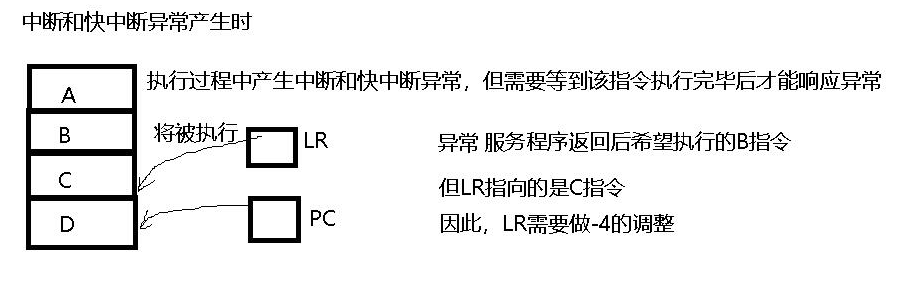 中断和快中断异常产生时
A 执行过程中产生中断和快中断异常，但需要等到该指令执行完毕后才能响应异常
B 将被执行 LR 异常 服务程序返回后希望执行的B指令
C 但LR指向的是C指令
D PC 因此，LR需要做-4的调整